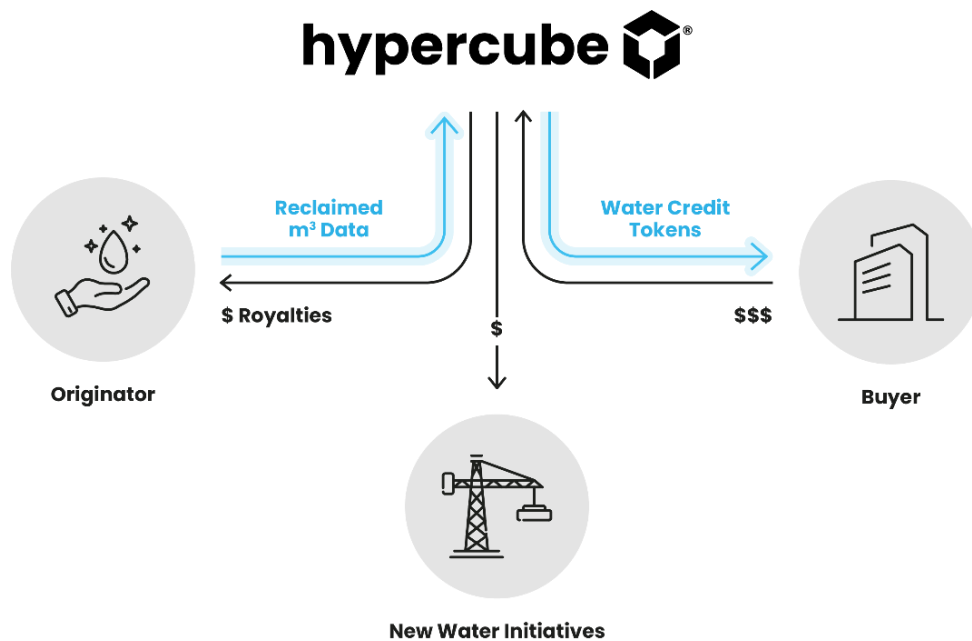 hypercube ®
Reclaimed
m³ Data
Water Credit
Tokens
$ Royalties
$
$$$
Originator
Buyer
New Water Initiatives